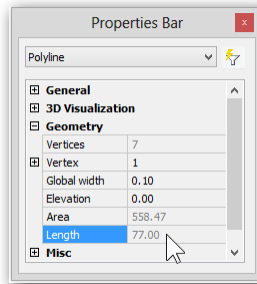 Properties Bar
x
Polyline
General
3D Visualization
Geometry
Vertices 7
Vertex 1
Global width 0.10
Elevation 0.00
Area 558.47
Length 77.00
Misc